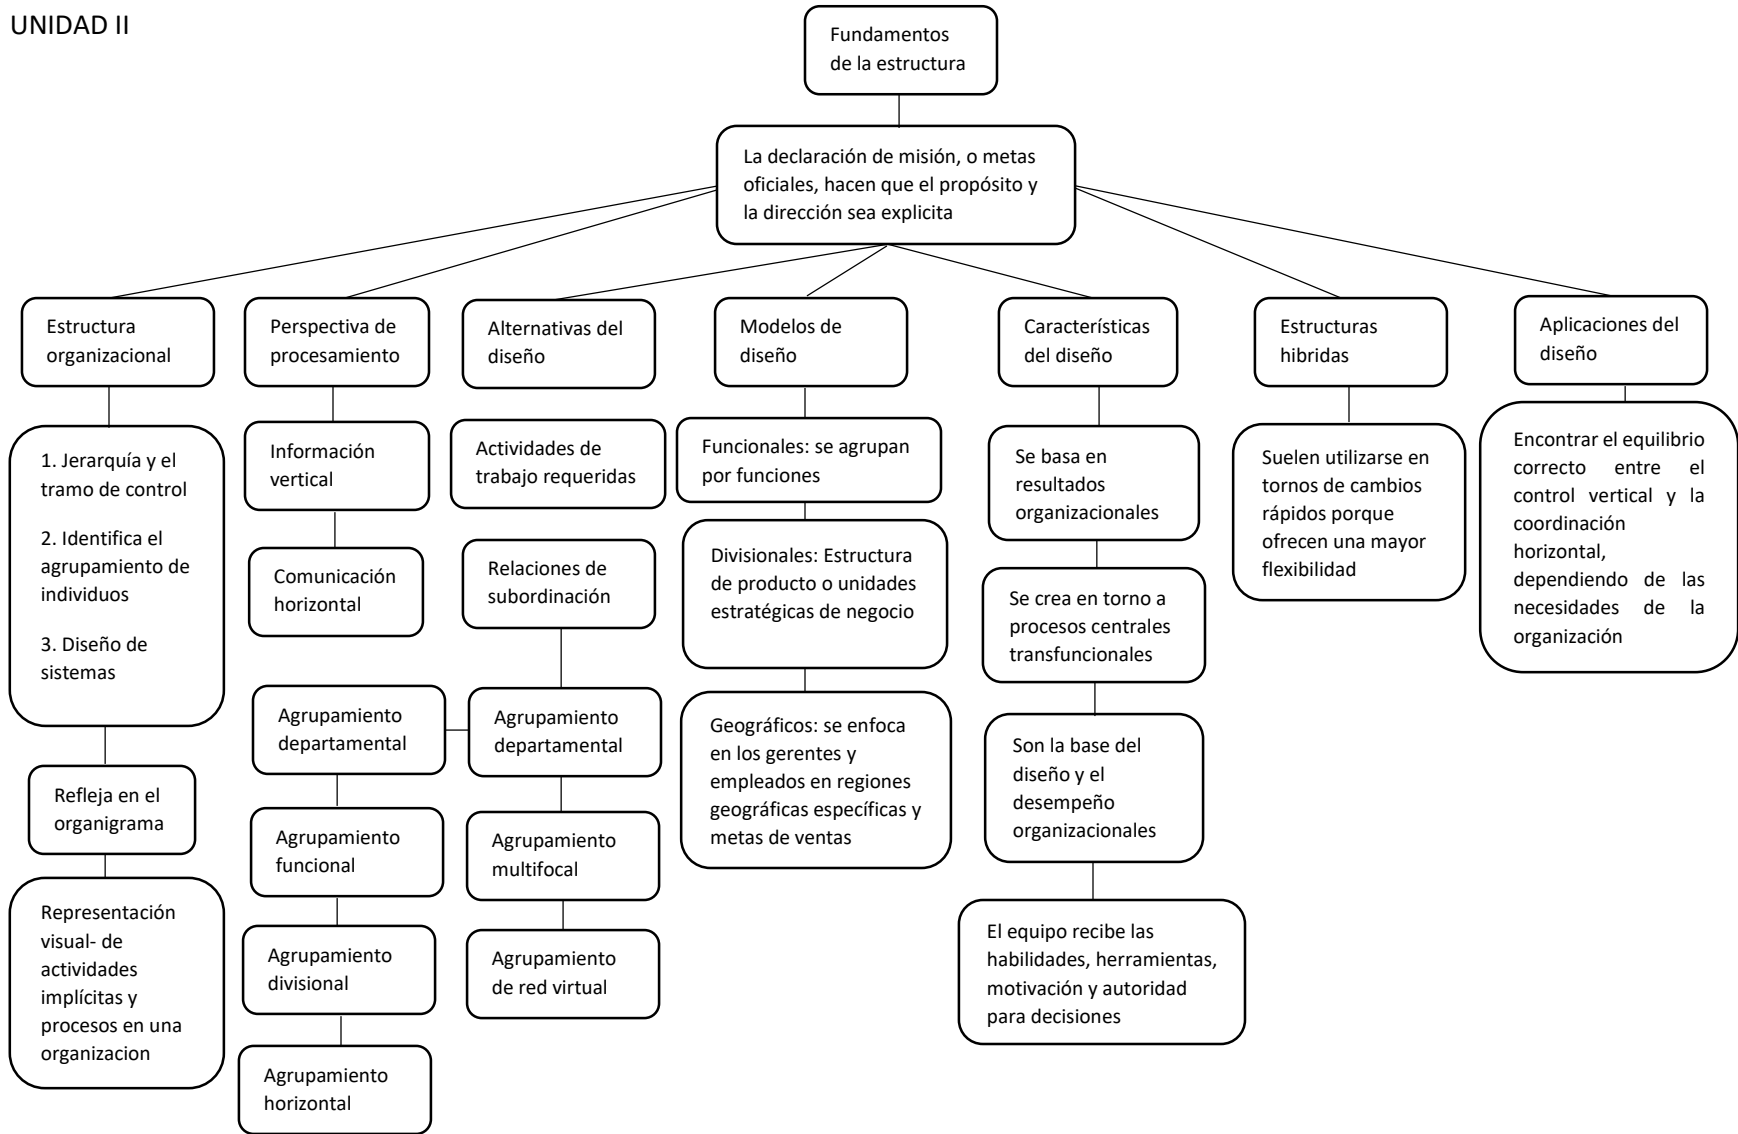 UNIDAD II
Fundamentos
de la estructura
La declaración de misión, o metas
oficiales, hacen que el propósito y
la dirección sea explicita
Estructura
organizacional
1. Jerarquía y el
tramo de control
2. Identifica el
agrupamiento de
individuos
3. Diseño de
sistemas
Refleja en el
organigrama
Representación
visual- de
actividades
implícitas y
procesos en una
organizacion
Perspectiva de
procesamiento
Información
vertical
Comunicación
horizontal
Alternativas del
diseño
Actividades de
trabajo requeridas
Relaciones de
subordinación
Agrupamiento
departamental
Agrupamiento
departamental
Agrupamiento
funcional
Agrupamiento
divisional
Agrupamiento
horizontal
Agrupamiento
multifocal
Agrupamiento
de red virtual
Modelos de
diseño
Funcionales: se agrupan
por funciones
Divisionales: Estructura
de producto o unidades
estratégicas de negocio
Geográficos: se enfoca
en los gerentes y
empleados en regiones
geográficas específicas y
metas de ventas
Características
del diseño
Se basa en
resultados
organizacionales
Se crea en torno a
procesos centrales
transfuncionales
Son la base del
diseño y el
desempeño
organizacionales
El equipo recibe las
habilidades, herramientas,
motivación y autoridad
para decisiones
Estructuras
hibridas
Suelen utilizarse en
tornos de cambios
rápidos porque
ofrecen una mayor
flexibilidad
Aplicaciones del
diseño
Encontrar el equilibrio
correcto entre el
control vertical y la
coordinación
horizontal,
dependiendo de las
necesidades de la
organización